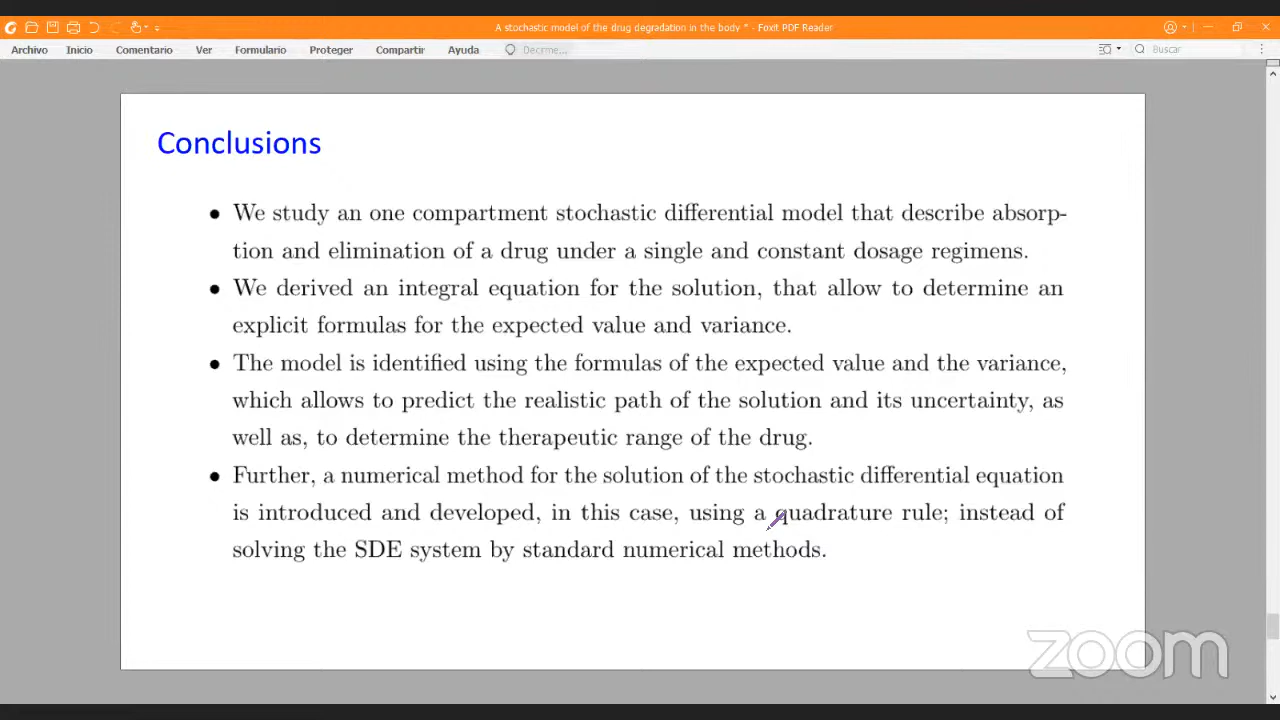 A stochastic model of the drug degradation in the body * - Foxit PDF Reader
Archivo Inicio Comentario Ver Formulario Proteger Compartir Ayuda Decirme... Buscar
Conclusions
• We study an one compartment stochastic differential model that describe absorp-
tion and elimination of a drug under a single and constant dosage regimens.
• We derived an integral equation for the solution, that allow to determine an
explicit formulas for the expected value and variance.
• The model is identified using the formulas of the expected value and the variance,
which allows to predict the realistic path of the solution and its uncertainty, as
well as, to determine the therapeutic range of the drug.
• Further, a numerical method for the solution of the stochastic differential equation
is introduced and developed, in this case, using a quadrature rule; instead of
solving the SDE system by standard numerical methods.
zoom